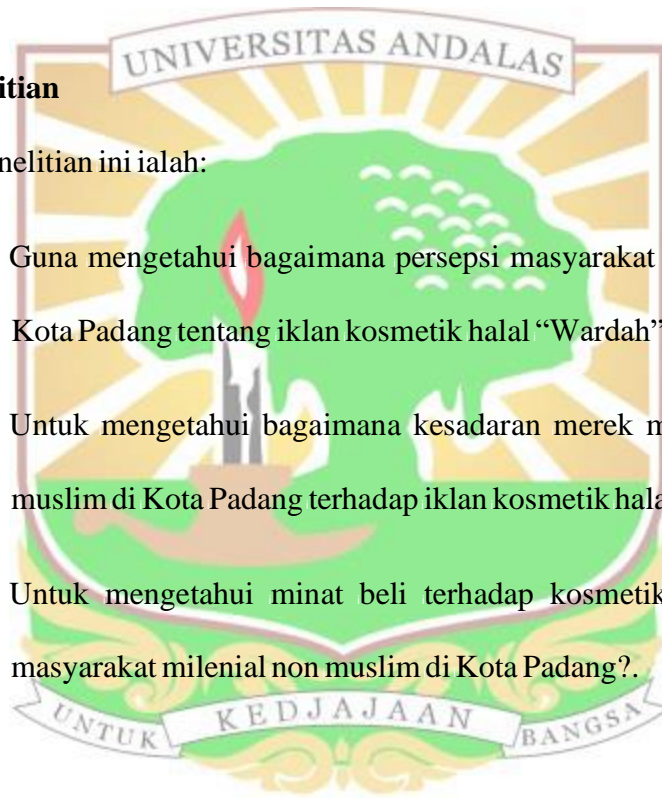 UNIVERSITAS ANDALAS
itian
nelitian ini ialah:
Guna mengetahui bagaimana persepsi masyarakat
Kota Padang tentang iklan kosmetik halal “Wardah”
Untuk mengetahui bagaimana kesadaran merek m
muslim di Kota Padang terhadap iklan kosmetik hala
Untuk mengetahui minat beli terhadap kosmetik
masyarakat milenial non muslim di Kota Padang?.
UNTUK KEDJAJAAN BANGSA